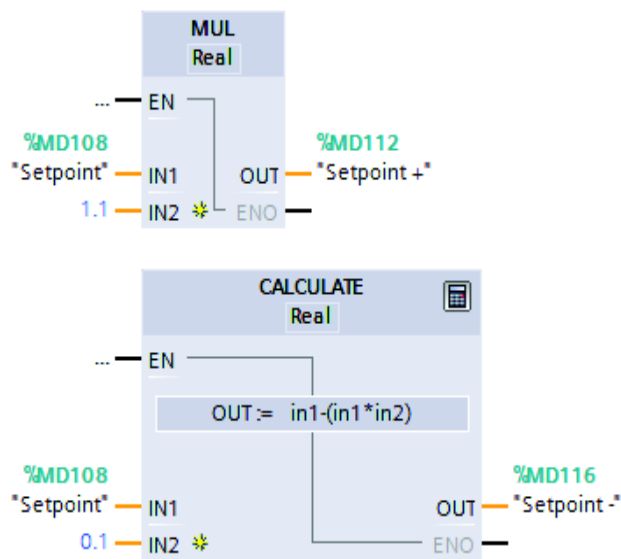 MUL
Real
... EN
%MD108 %MD112
"Setpoint" IN1 OUT "Setpoint +"
1.1 IN2 ENO
CALCULATE
Real
... EN
OUT := in1-(in1*in2)
%MD108 %MD116
"Setpoint" IN1 OUT "Setpoint -"
0.1 IN2 ENO